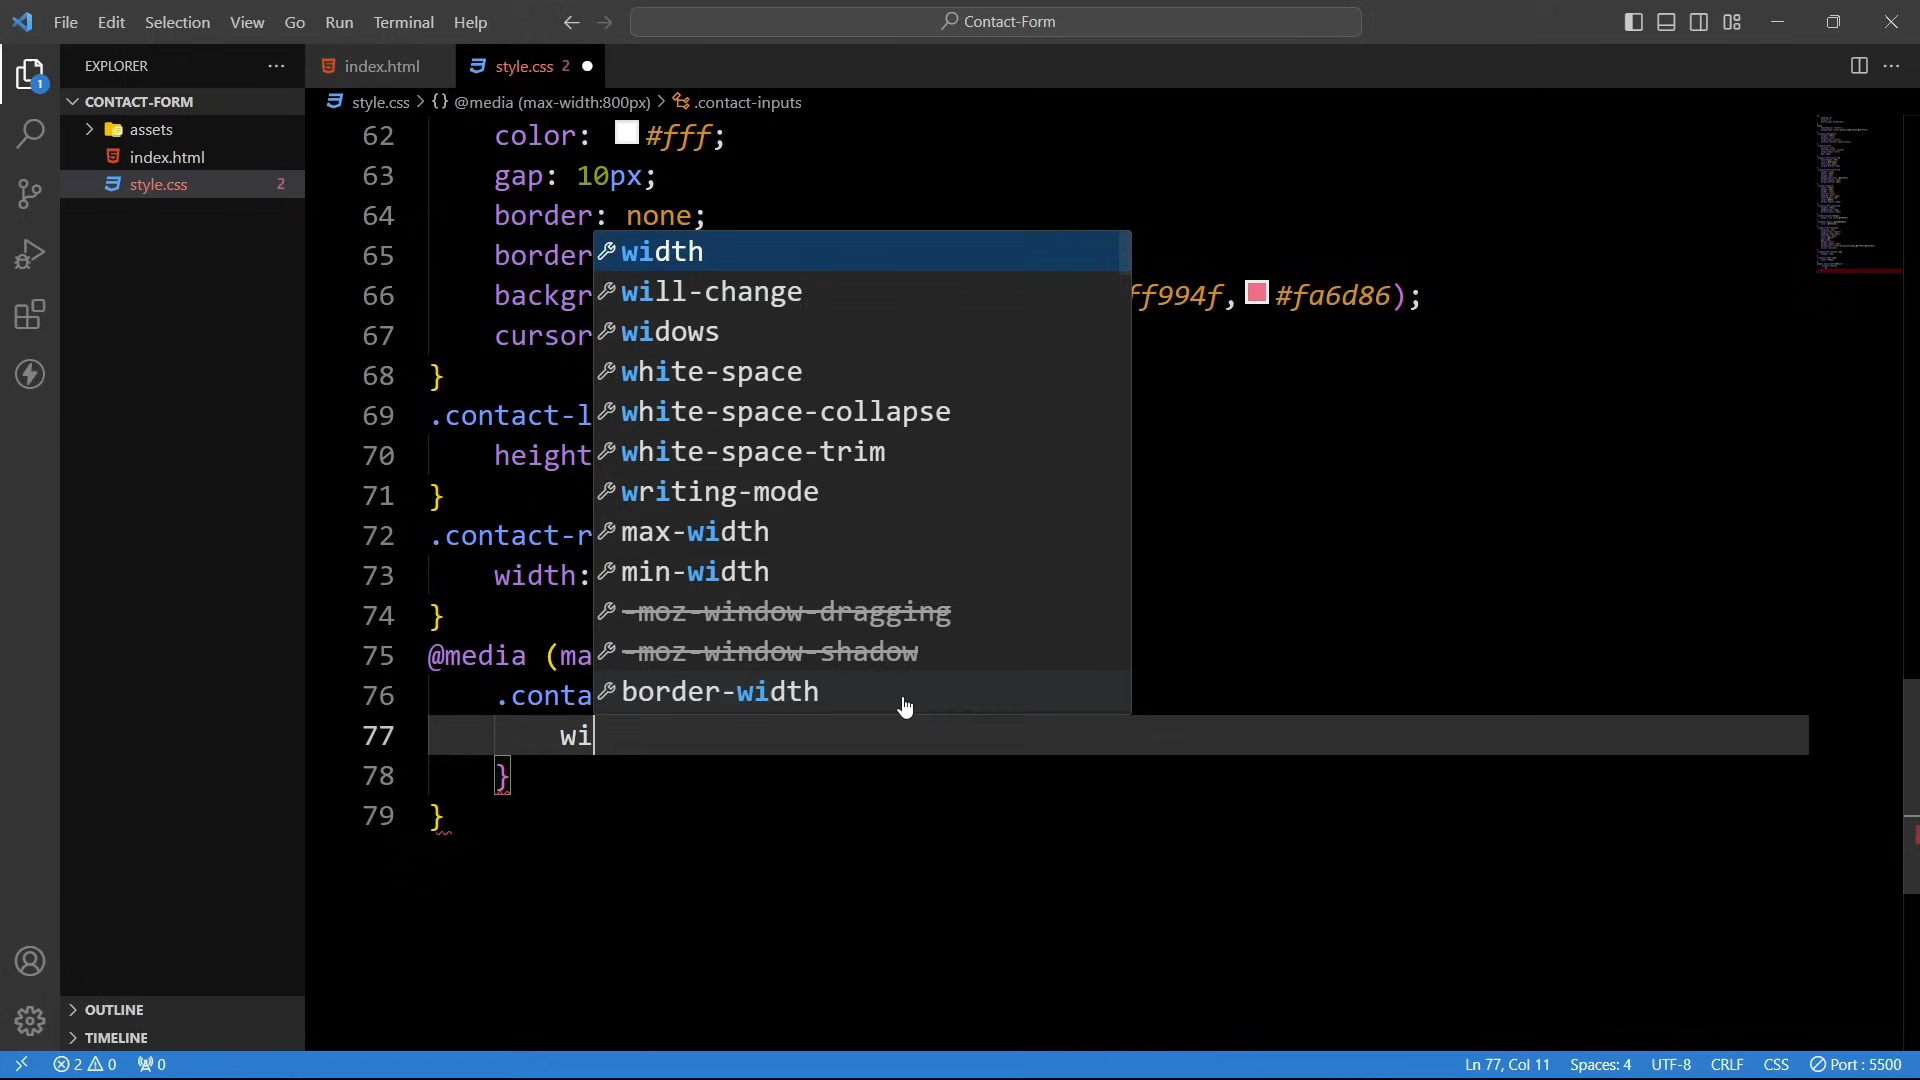 File Edit Selection View Go Run Terminal Help
Contact-Form
EXPLORER
CONTACT-FORM
assets
index.html
style.css 2
1
OUTLINE
TIMELINE
index.html
style.css 2
style.css > {} @media (max-width:800px) > .contact-inputs
62 color: #fff;
63 gap: 10px;
64 border: none;
65 border
66 backgr ff994f, #fa6d86);
67 cursor
68 }
69 .contact-l
70 height
71 }
72 .contact-r
73 width:
74 }
75 @media (ma
76 .conta
77 wi
78 }
79 }
width
will-change
widows
white-space
white-space-collapse
white-space-trim
writing-mode
max-width
min-width
-moz-window-dragging
-moz-window-shadow
border-width
2 0 0
Ln 77, Col 11 Spaces: 4 UTF-8 CRLF CSS Port : 5500